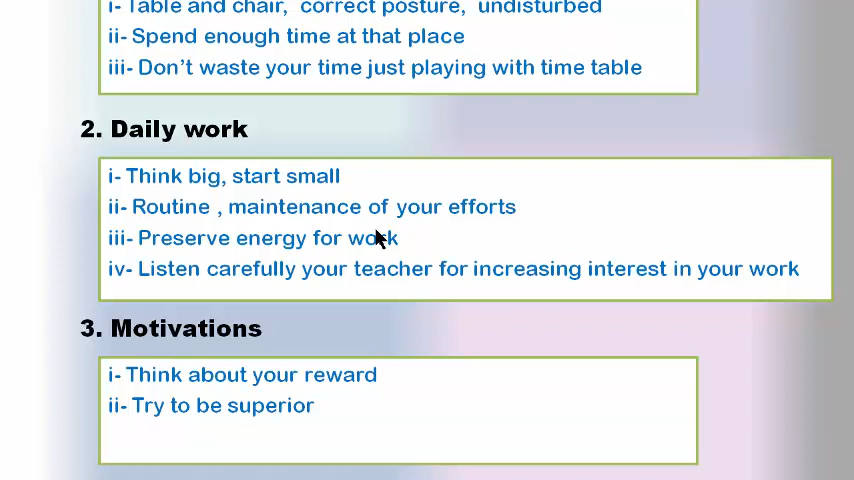 i- Table and chair, correct posture, undisturbed
ii- Spend enough time at that place
iii- Don't waste your time just playing with time table
2. Daily work
i- Think big, start small
ii- Routine , maintenance of your efforts
iii- Preserve energy for work
iv- Listen carefully your teacher for increasing interest in your work
3. Motivations
i- Think about your reward
ii- Try to be superior